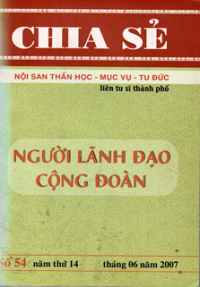 CHIA SẺ
NỘI SAN THẦN HỌC - MỤC VỤ - TU ĐỨC
liên tu sĩ thành phố
NGƯỜI LÃNH ĐẠO
CỘNG ĐOÀN
Số 54 năm thứ 14 tháng 06 năm 2007